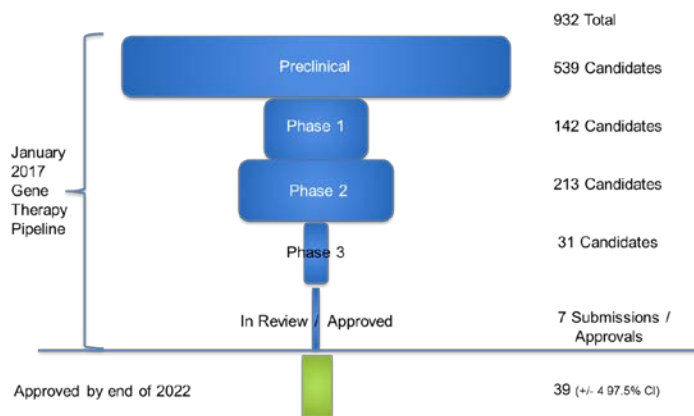 932 Total
Preclinical
539 Candidates
Phase 1
142 Candidates
January
2017
Gene
Therapy
Pipeline
Phase 2
213 Candidates
Phase 3
31 Candidates
In Review / Approved
7 Submissions /
Approvals
Approved by end of 2022
39 (+/- 4 97.5% CI)